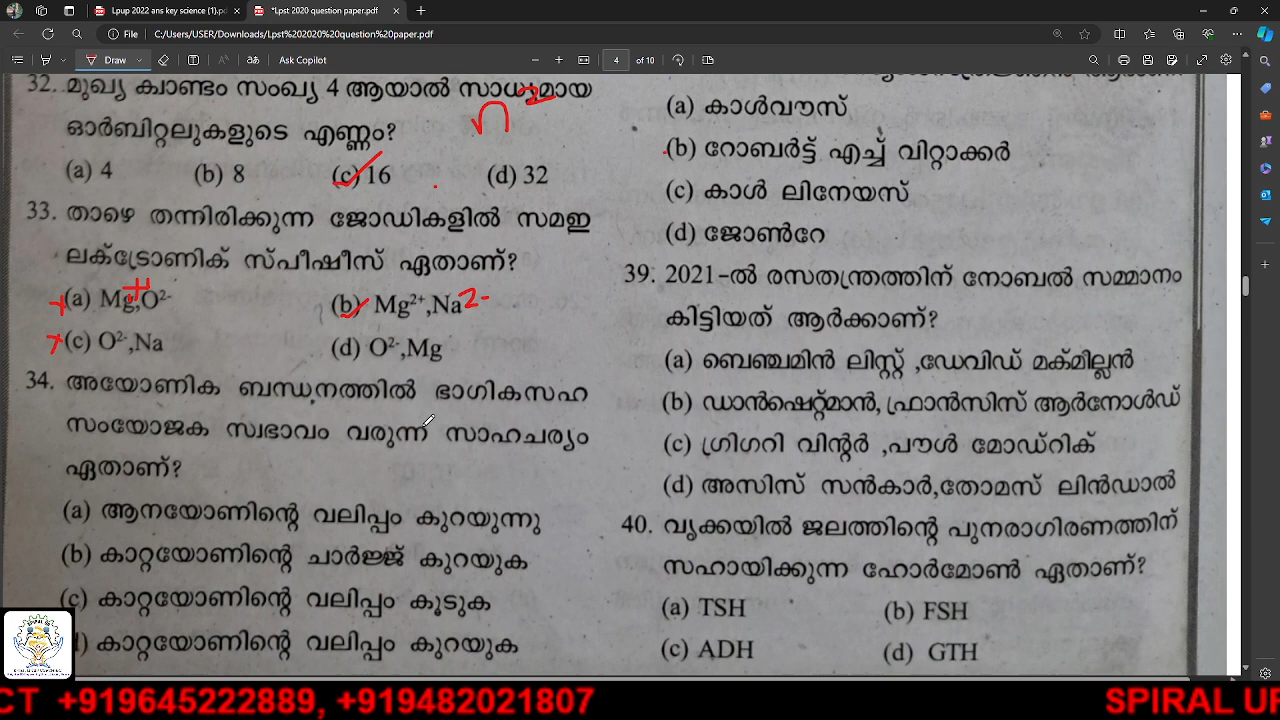 Lpup 2022 ans key science (1).pdf
*Lpst 2020 question paper.pdf
File
C:/Users/USER/Downloads/Lpst%202020%20question%20paper.pdf
Draw
Ask Copilot
4
of 10
32. മുഖ്യ ക്വാണ്ടം സംഖ്യ 4 ആയാൽ സാധ്യമായ
ഓർബിറ്റലുകളുടെ എണ്ണം?
n²
(a) 4 (b) 8 (c) 16 (d) 32
33. താഴെ തന്നിരിക്കുന്ന ജോഡികളിൽ സമഇ
ലക്ട്രോണിക് സ്പീഷീസ് ഏതാണ്?
(a) Mg,O²⁻ (b) Mg²⁺,Na 2-
(c) O²⁻,Na (d) O²⁻,Mg
34. അയോണിക ബന്ധനത്തിൽ ഭാഗികസഹ
സംയോജക സ്വഭാവം വരുന്ന സാഹചര്യം
ഏതാണ്?
(a) ആനയോണിന്റെ വലിപ്പം കുറയുന്നു
(b) കാറ്റയോണിന്റെ ചാർജ്ജ് കുറയുക
(c) കാറ്റയോണിന്റെ വലിപ്പം കൂടുക
) കാറ്റയോണിന്റെ വലിപ്പം കുറയുക
(a) കാൾവൗസ്
(b) റോബർട്ട് എച്ച് വിറ്റാക്കർ
(c) കാൾ ലിനേയസ്
(d) ജോൺറേ
39. 2021-ൽ രസതന്ത്രത്തിന് നോബൽ സമ്മാനം
കിട്ടിയത് ആർക്കാണ്?
(a) ബെഞ്ചമിൻ ലിസ്റ്റ് ,ഡേവിഡ് മക്മില്ലൻ
(b) ഡാൻഷെറ്റ്മാൻ, ഫ്രാൻസിസ് ആർനോൾഡ്
(c) ഗ്രിഗറി വിന്റർ ,പൗൾ മോഡ്റിക്
(d) അസിസ് സൻകാർ,തോമസ് ലിൻഡാൽ
40. വൃക്കയിൽ ജലത്തിന്റെ പുനരാഗിരണത്തിന്
സഹായിക്കുന്ന ഹോർമോൺ ഏതാണ്?
(a) TSH (b) FSH
(c) ADH (d) GTH
CT +919645222889, +919482021807 SPIRAL UP